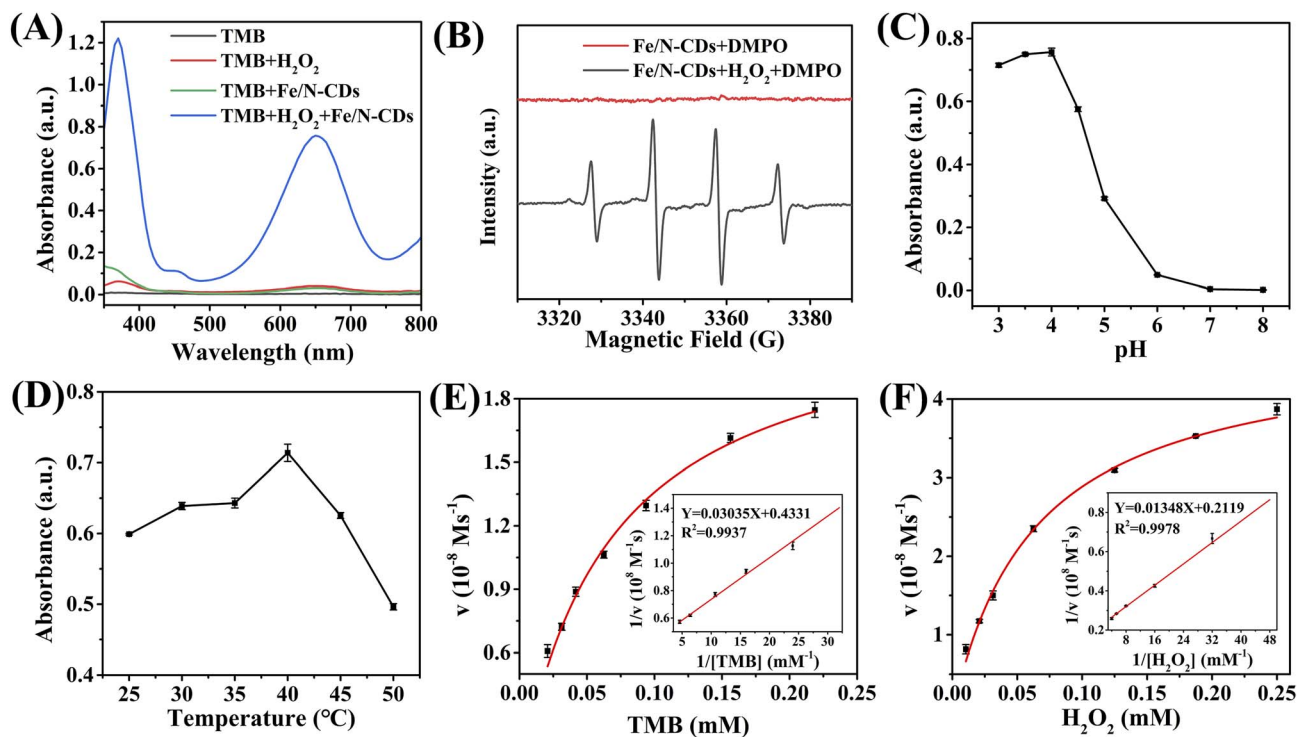 (A)
TMB
TMB+H₂O₂
TMB+Fe/N-CDs
TMB+H₂O₂+Fe/N-CDs
Absorbance (a.u.)
1.2
1.0
0.8
0.6
0.4
0.2
0.0
400 500 600 700 800
Wavelength (nm)
(B)
Fe/N-CDs+DMPO
Fe/N-CDs+H₂O₂+DMPO
Intensity (a.u.)
3320 3340 3360 3380
Magnetic Field (G)
(C)
Absorbance (a.u.)
0.8
0.6
0.4
0.2
0.0
3 4 5 6 7 8
pH
(D)
Absorbance (a.u.)
0.8
0.7
0.6
0.5
0.4
25 30 35 40 45 50
Temperature (°C)
(E)
v (10⁻⁸ Ms⁻¹)
1.8
1.4
1.0
0.6
0.00 0.05 0.10 0.15 0.20 0.25
TMB (mM)
Y=0.03035X+0.4331
R²=0.9937
1/v (10⁸ M⁻¹s)
1.4
1.2
1.0
0.8
0.6
5 10 15 20 25 30
1/[TMB] (mM⁻¹)
(F)
v (10⁻⁸ Ms⁻¹)
4
3
2
1
0.00 0.05 0.10 0.15 0.20 0.25
H₂O₂ (mM)
Y=0.01348X+0.2119
R²=0.9978
1/v (10⁸ M⁻¹s)
0.8
0.6
0.4
0.2
8 16 24 32 40 48
1/[H₂O₂] (mM⁻¹)